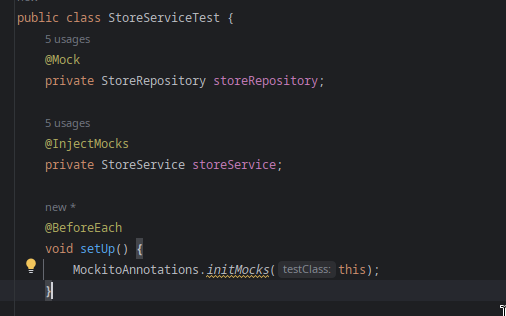 public class StoreServiceTest {
5 usages
@Mock
private StoreRepository storeRepository;
5 usages
@InjectMocks
private StoreService storeService;
new *
@BeforeEach
void setUp() {
MockitoAnnotations.initMocks( testClass: this);
}